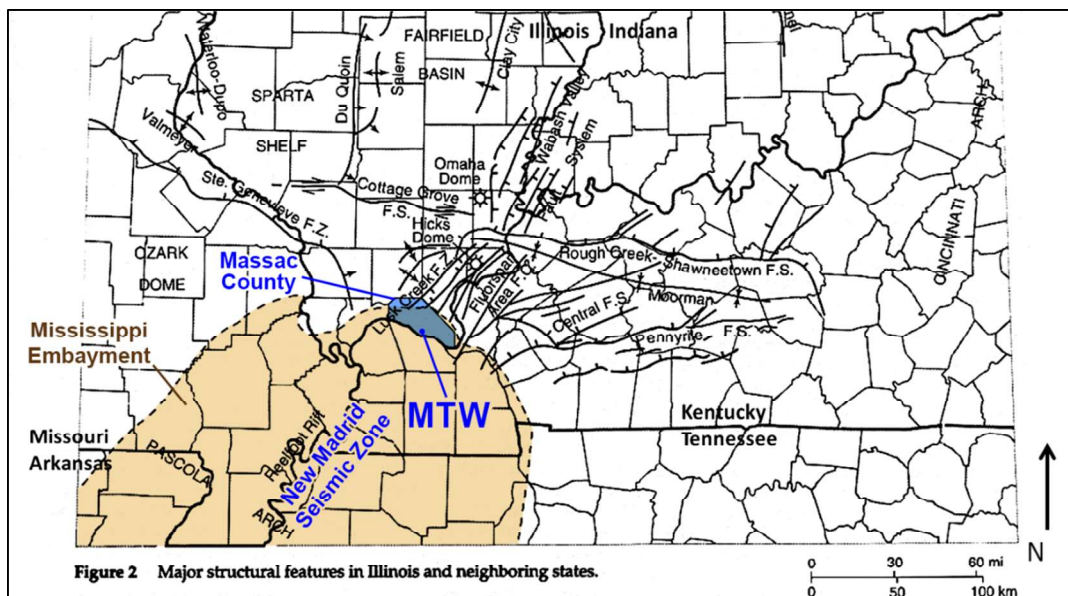 Waterloo-Dupo
Valmeyer
SPARTA
SHELF
Du Quoin
Salem
FAIRFIELD
BASIN
Clay City
Illinois
Indiana
Wabash Valley
Fault
System
Omaha
Dome
Ste. Genevieve F.Z.
Cottage Grove
F.S.
Hicks
Dome
OZARK
DOME
Massac
County
Lusk Creek F.Z.
Fluorspar
Area F.C.
Rough Creek-
Shawneetown F.S.
Moorman
Central F.S.
Pennyrile
F.S.
CINCINNATI
ARCH
Mississippi
Embayment
MTW
Kentucky
Tennessee
Missouri
Arkansas
PASCOLA
ARCH
Reelfoot Rift
New Madrid
Seismic Zone
N
Figure 2 Major structural features in Illinois and neighboring states.
0 30 60 mi
0 50 100 km